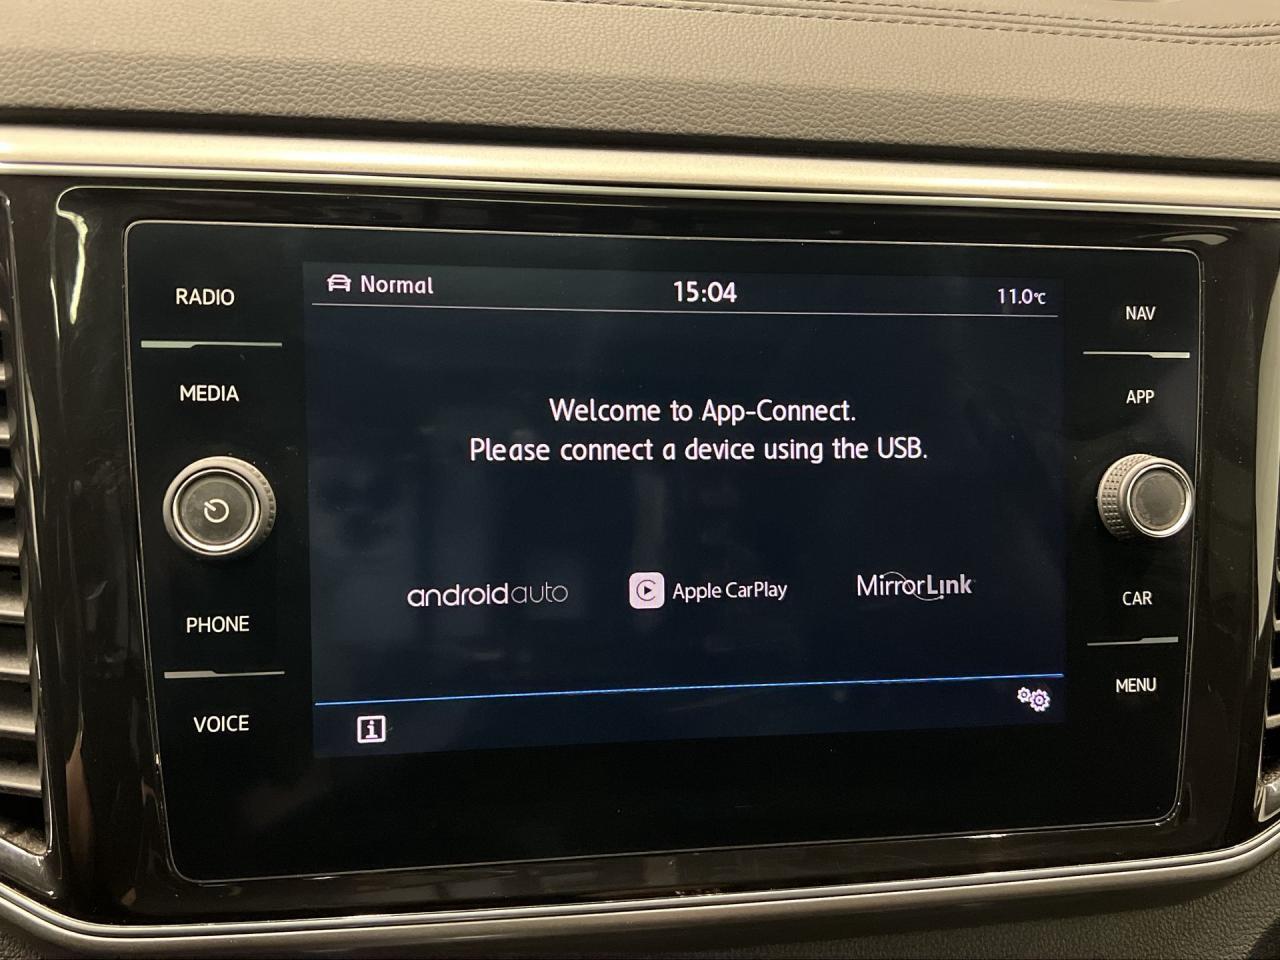 RADIO
MEDIA
PHONE
VOICE
Normal
15:04
11.0°C
Welcome to App-Connect.
Please connect a device using the USB.
androidauto
Apple CarPlay
MirrorLink
i
NAV
APP
CAR
MENU